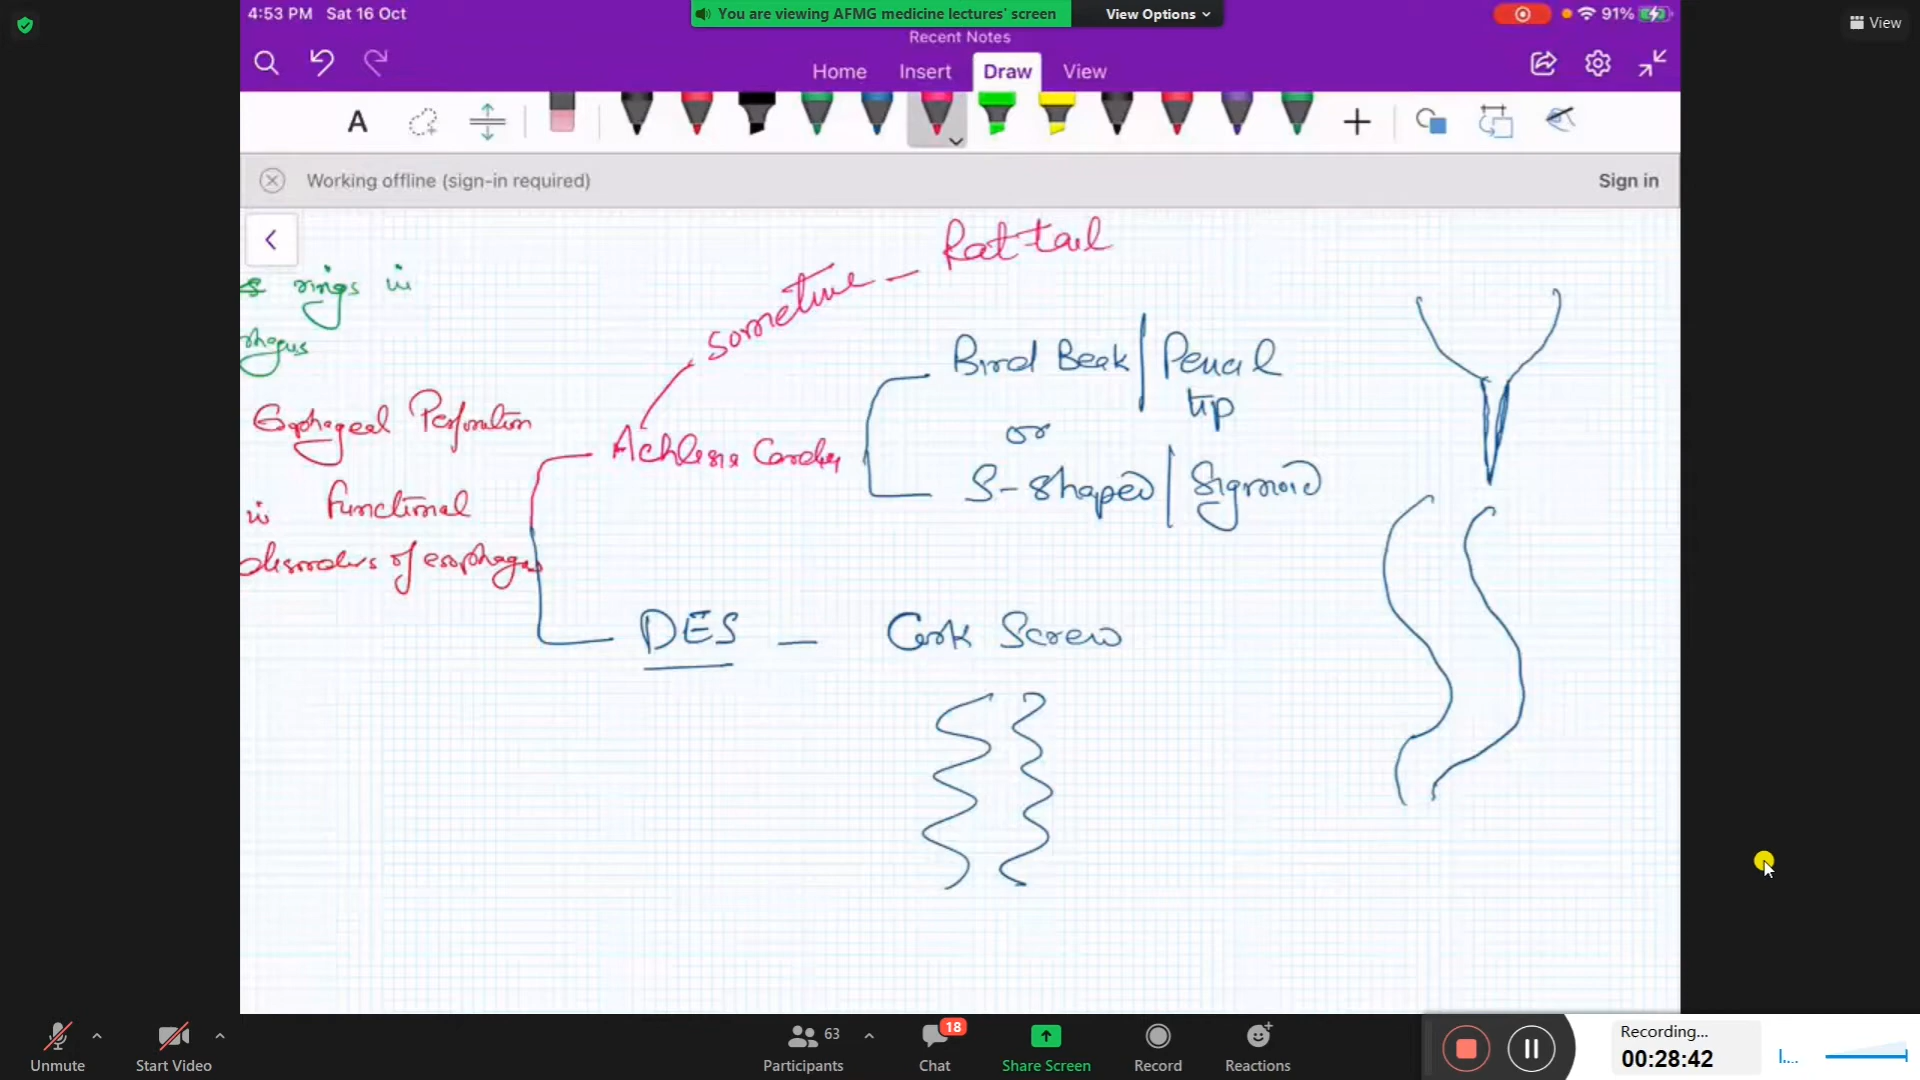 4:53 PM Sat 16 Oct
You are viewing AFMG medicine lectures' screen
View Options
91%
View
Recent Notes
Home Insert Draw View
A
Working offline (sign-in required)
Sign in
Rat tail
sometime -
rings in
Bird Beak | Pencil
tip
Esophageal Perforation
or
Cardia
in functional
S-shaped | Sigmoid
disorders of esophagus
DES - Cork Screw
Unmute
Start Video
Participants 63
Chat 18
Share Screen
Record
Reactions
Recording...
00:28:42